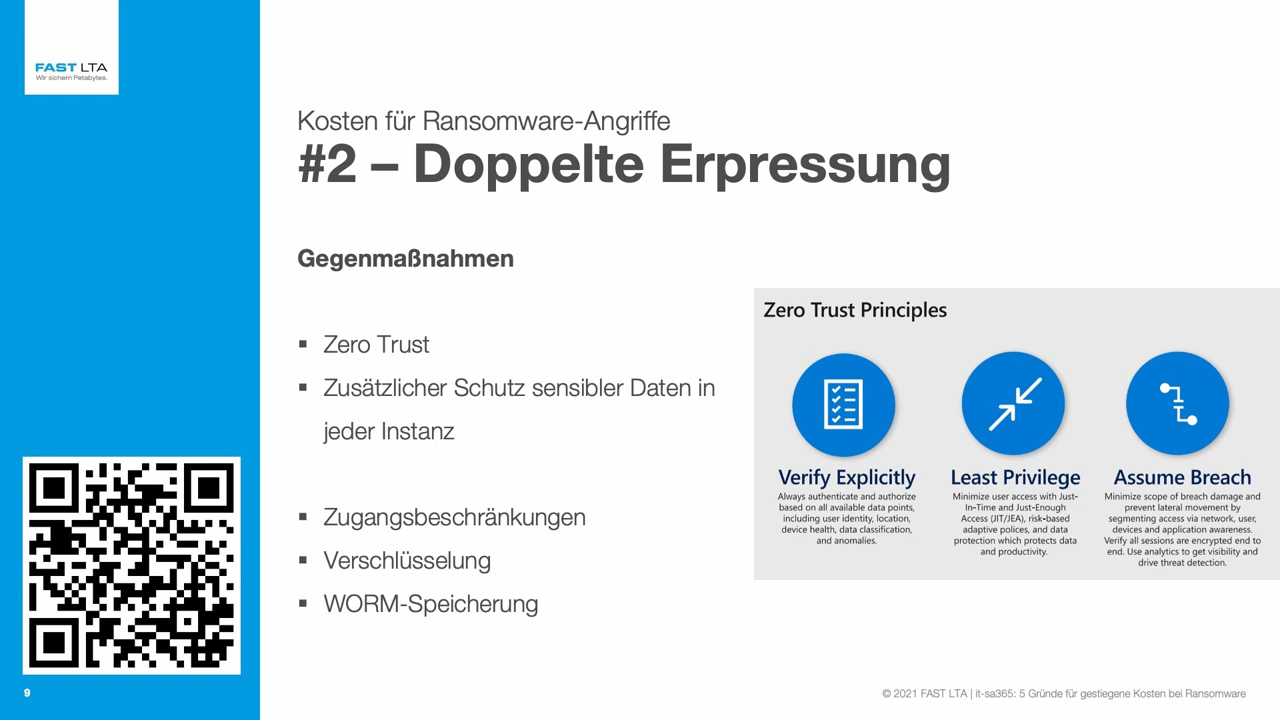 FAST LTA
Wir sichern Petabytes.
Kosten für Ransomware-Angriffe
#2 – Doppelte Erpressung
Gegenmaßnahmen
▪ Zero Trust
▪ Zusätzlicher Schutz sensibler Daten in
jeder Instanz
▪ Zugangsbeschränkungen
▪ Verschlüsselung
▪ WORM-Speicherung
Zero Trust Principles
Verify Explicitly
Always authenticate and authorize
based on all available data points,
including user identity, location,
device health, data classification,
and anomalies.
Least Privilege
Minimize user access with Just-
In-Time and Just-Enough
Access (JIT/JEA), risk-based
adaptive polices, and data
protection which protects data
and productivity.
Assume Breach
Minimize scope of breach damage and
prevent lateral movement by
segmenting access via network, user,
devices and application awareness.
Verify all sessions are encrypted end to
end. Use analytics to get visibility and
drive threat detection.
9
© 2021 FAST LTA | it-sa365: 5 Gründe für gestiegene Kosten bei Ransomware